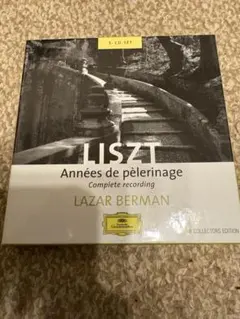 3-CD SET
LISZT
Années de pèlerinage
Complete recording
LAZAR BERMAN
COLLECTORS EDITION